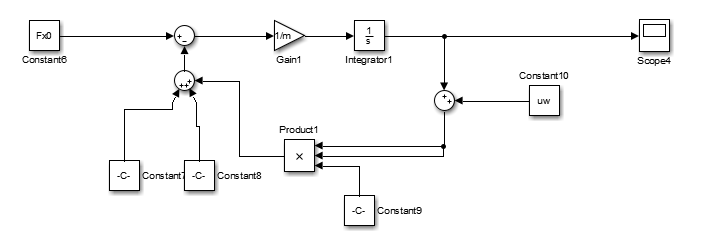 Fx0
Constant6
+
−
1/m
Gain1
1
s
Integrator1
Scope4
+++
Constant10
+
+
uw
Product1
×
-C-
Constant7
-C-
Constant8
-C-
Constant9